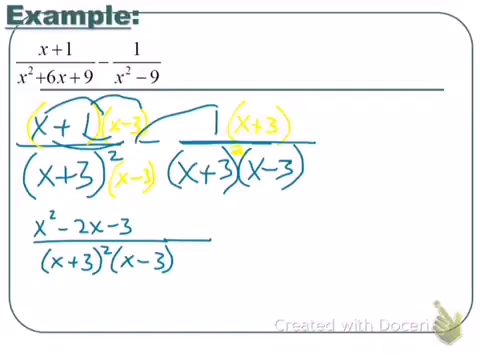 Example:
x+1 / x²+6x+9 − 1 / x²−9
(x+1)(x−3) / (x+3)²(x−3) − 1(x+3) / (x+3)²(x−3)
x²−2x−3 / (x+3)²(x−3)
Created with Doceri